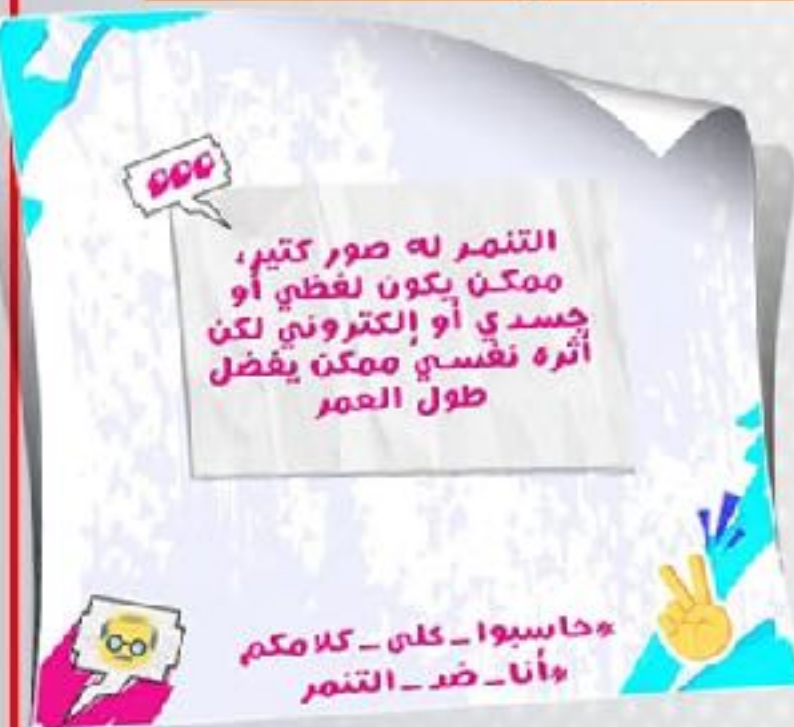 التنمر له صور كتير،
ممكن يكون لفظي أو
جسدي أو إلكتروني لكن
أثره نفسي ممكن يفضل
طول العمر
#حاسبوا_على_كلامكم
#أنا_ضد_التنمر